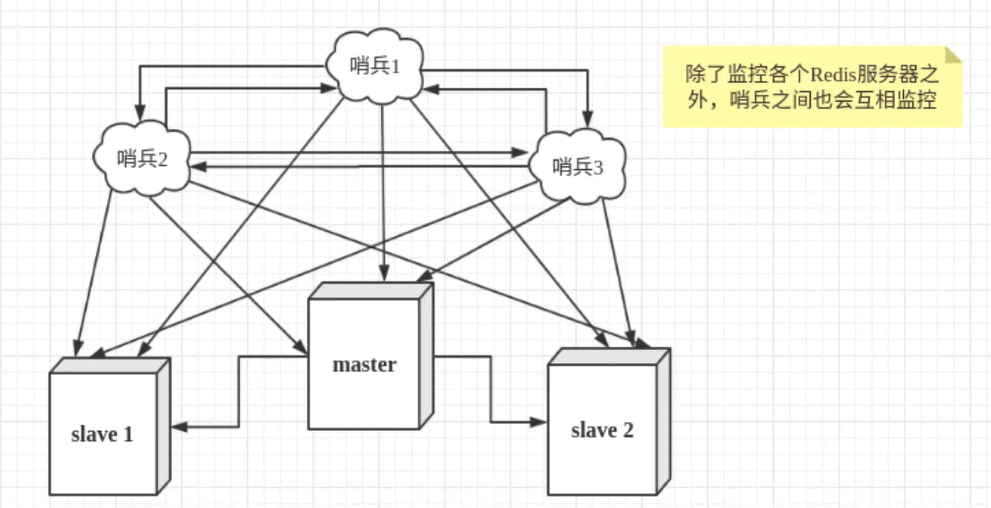 哨兵1
除了监控各个Redis服务器之
外，哨兵之间也会互相监控
哨兵2
哨兵3
master
slave 1
slave 2